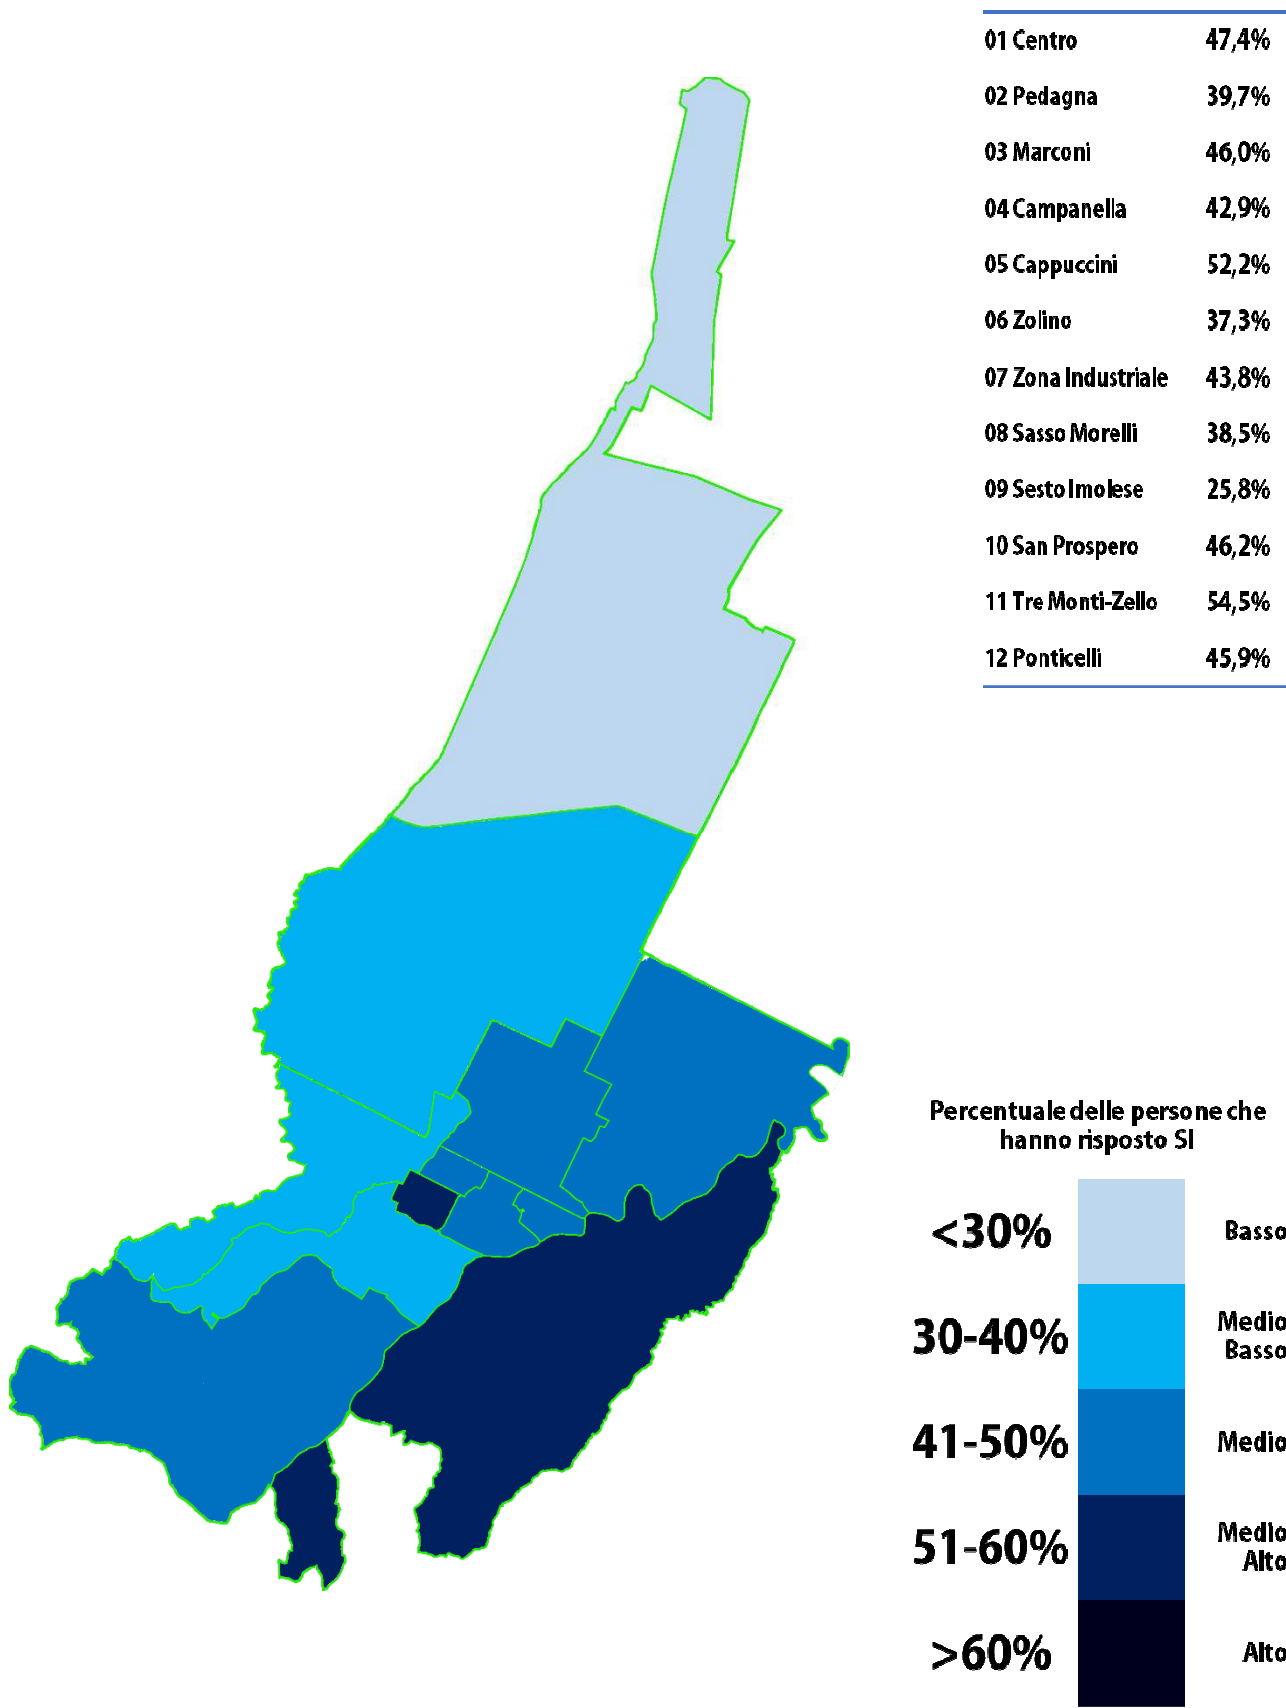 01 Centro 47,4%
02 Pedagna 39,7%
03 Marconi 46,0%
04 Campanella 42,9%
05 Cappuccini 52,2%
06 Zolino 37,3%
07 Zona Industriale 43,8%
08 Sasso Morelli 38,5%
09 Sesto Imolese 25,8%
10 San Prospero 46,2%
11 Tre Monti-Zello 54,5%
12 Ponticelli 45,9%
Percentuale delle persone che
hanno risposto SI
<30% Basso
30-40% Medio
Basso
41-50% Medio
51-60% Medio
Alto
>60% Alto